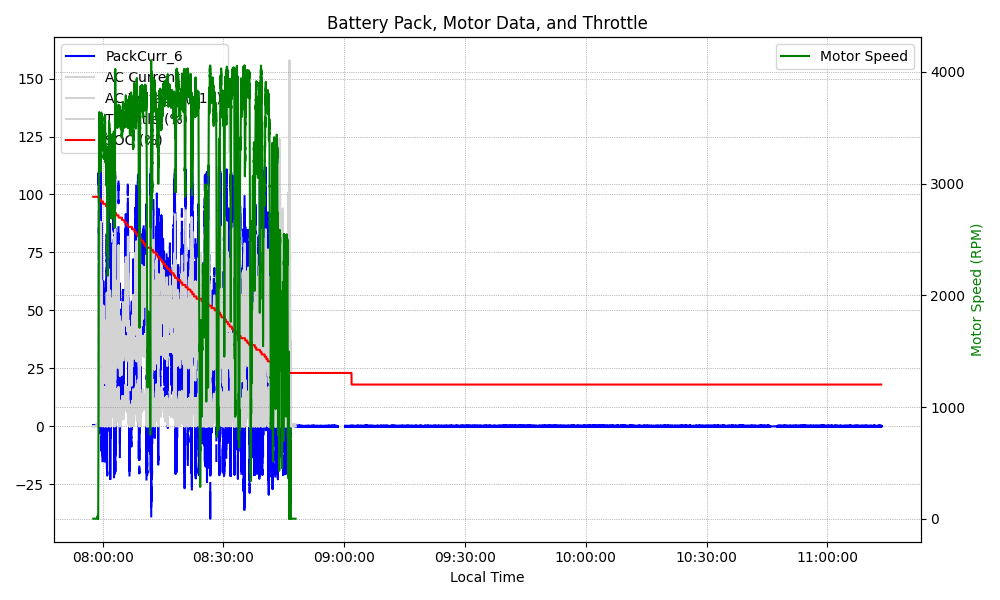 Battery Pack, Motor Data, and Throttle
PackCurr_6
AC Current
SOC (%)
Motor Speed
150
125
100
75
50
25
0
−25
4000
3000
2000
1000
0
Motor Speed (RPM)
08:00:00
08:30:00
09:00:00
09:30:00
10:00:00
10:30:00
11:00:00
Local Time